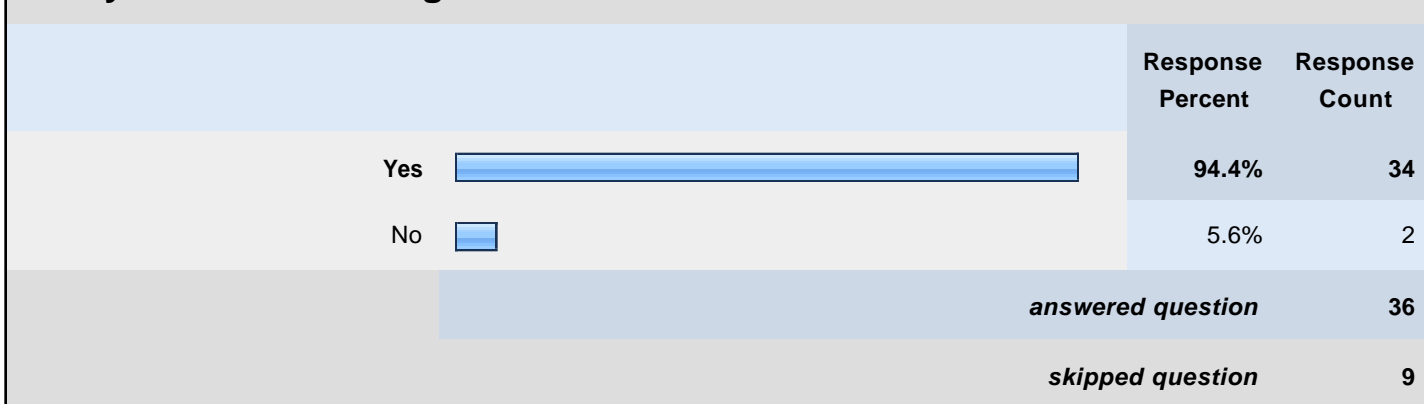 Response Response
Percent Count
Yes 94.4% 34
No 5.6% 2
answered question 36
skipped question 9